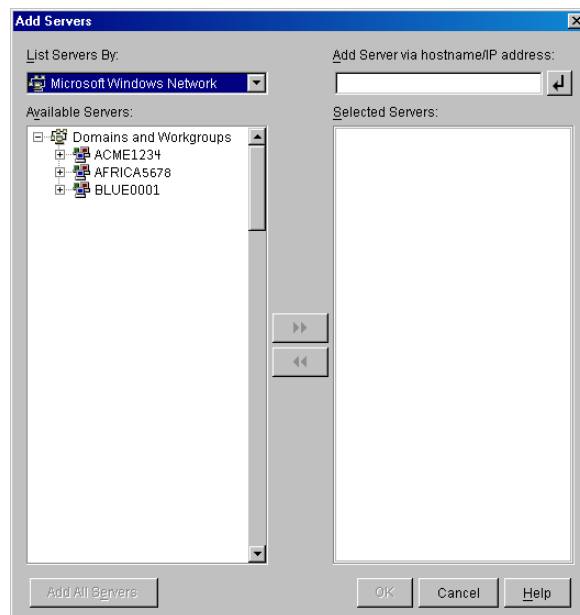 Add Servers
List Servers By:
Microsoft Windows Network
Add Server via hostname/IP address:
Available Servers:
Domains and Workgroups
ACME1234
AFRICA5678
BLUE0001
Selected Servers:
Add All Servers
OK
Cancel
Help